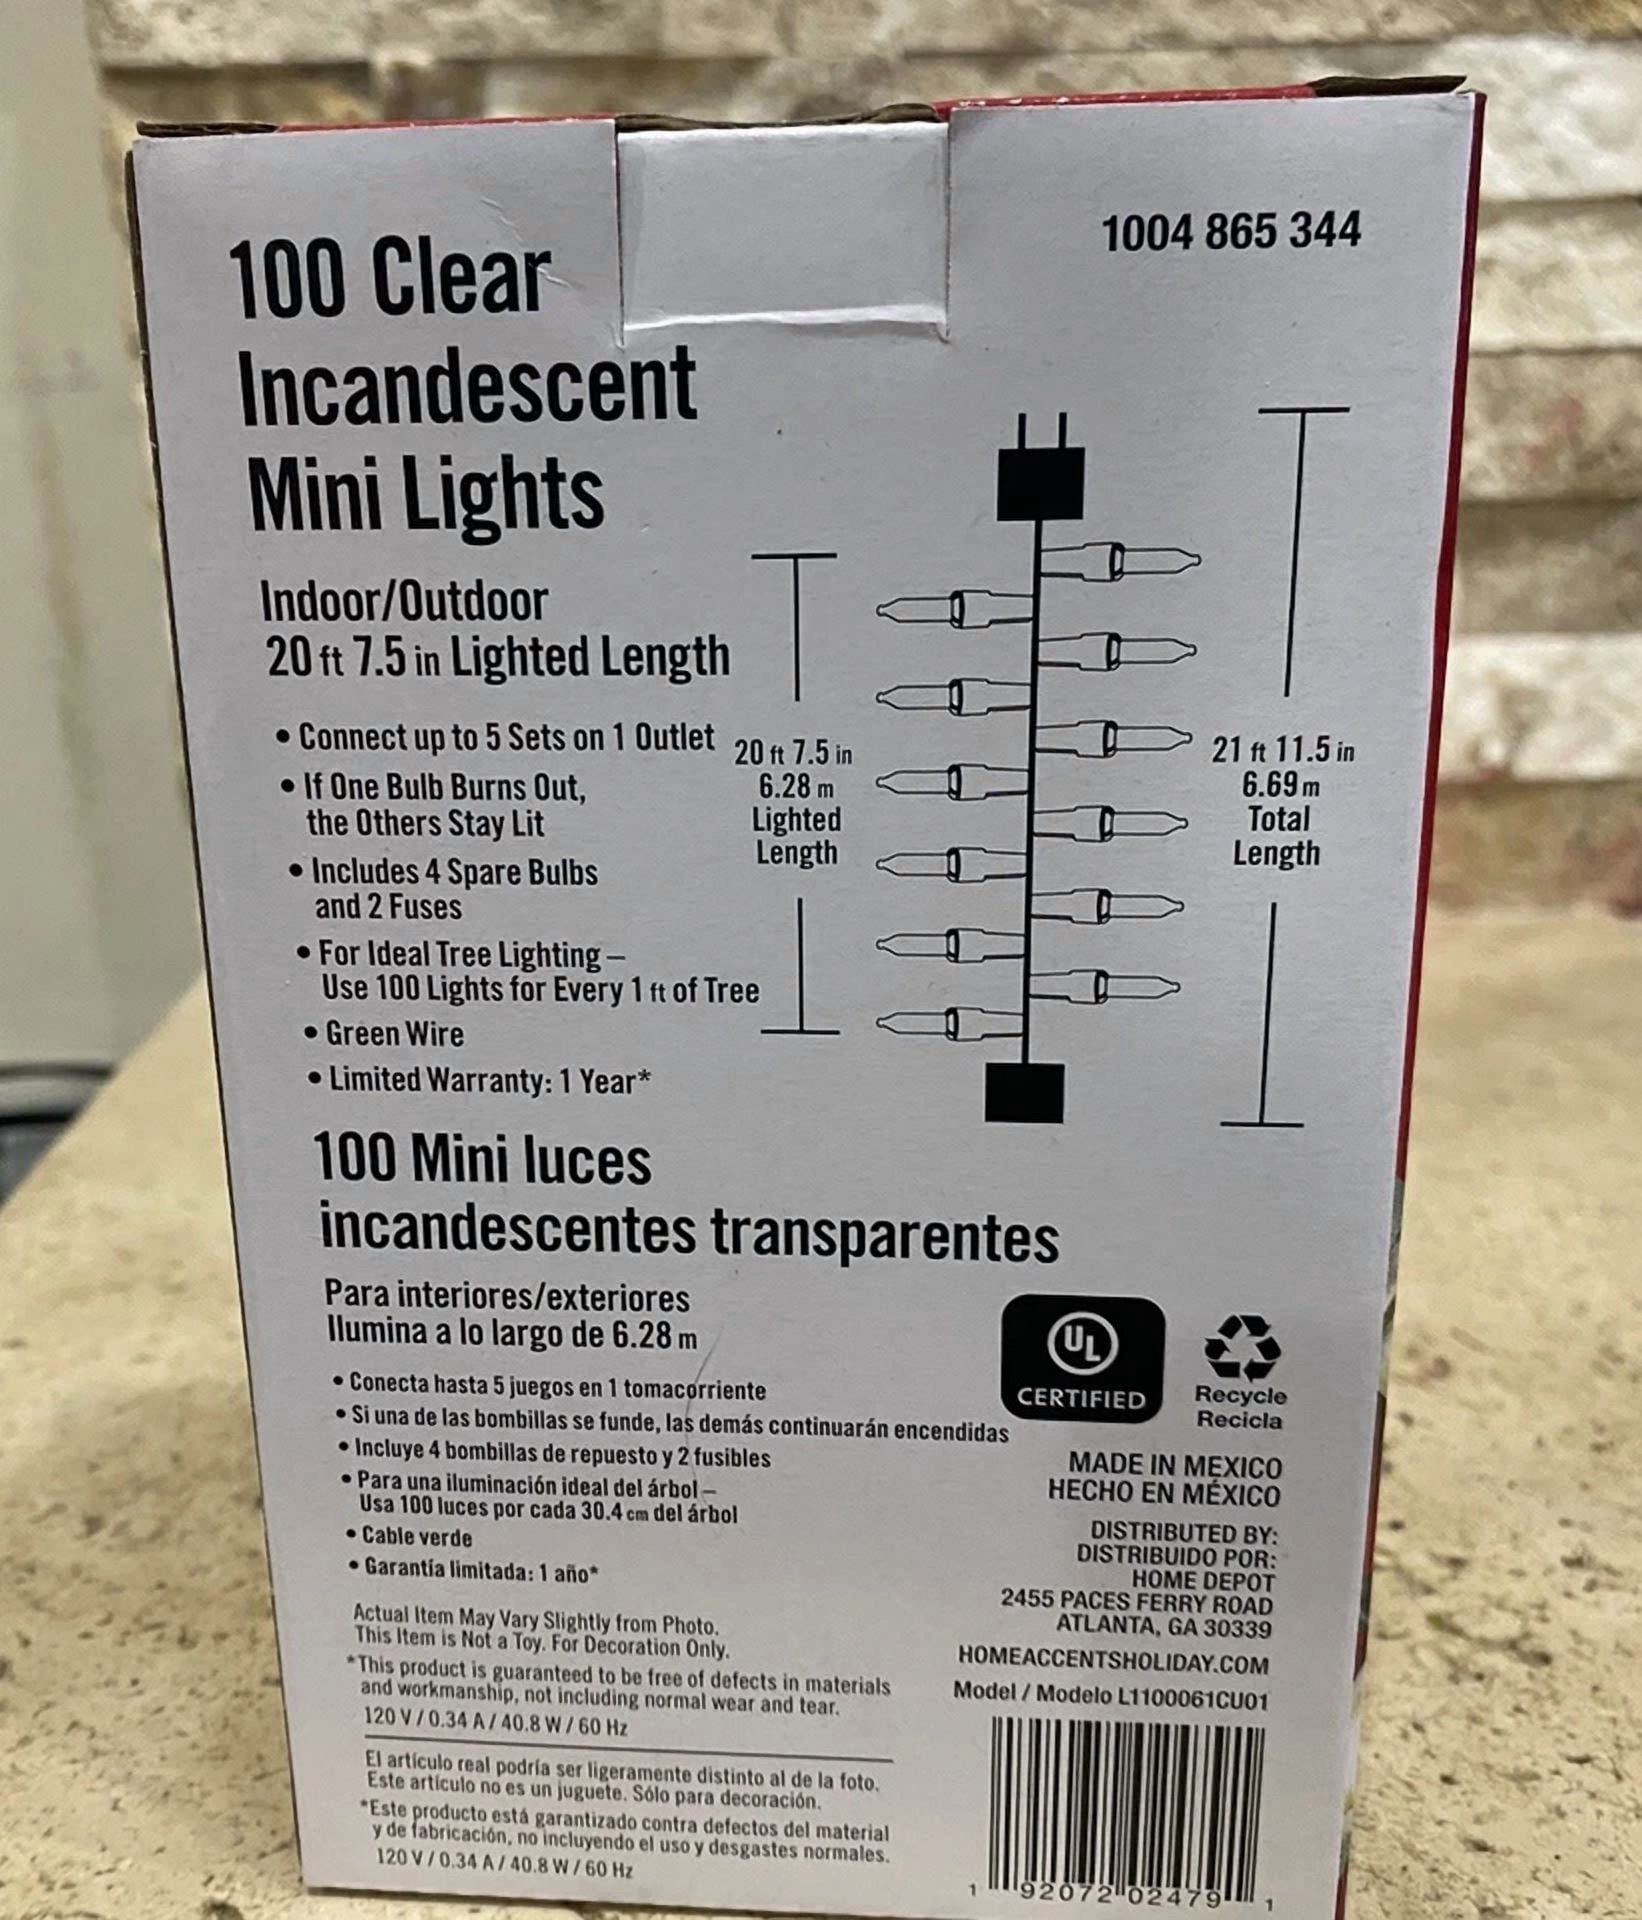 1004 865 344
100 Clear
Incandescent
Mini Lights
Indoor/Outdoor
20 ft 7.5 in Lighted Length
• Connect up to 5 Sets on 1 Outlet
• If One Bulb Burns Out,
the Others Stay Lit
• Includes 4 Spare Bulbs
and 2 Fuses
• For Ideal Tree Lighting –
Use 100 Lights for Every 1 ft of Tree
• Green Wire
• Limited Warranty: 1 Year*
20 ft 7.5 in
6.28 m
Lighted
Length
21 ft 11.5 in
6.69 m
Total
Length
100 Mini luces
incandescentes transparentes
Para interiores/exteriores
Ilumina a lo largo de 6.28 m
• Conecta hasta 5 juegos en 1 tomacorriente
• Si una de las bombillas se funde, las demás continuarán encendidas
• Incluye 4 bombillas de repuesto y 2 fusibles
• Para una iluminación ideal del árbol –
Usa 100 luces por cada 30.4 cm del árbol
• Cable verde
• Garantía limitada: 1 año*
Actual Item May Vary Slightly from Photo.
This Item is Not a Toy. For Decoration Only.
*This product is guaranteed to be free of defects in materials
and workmanship, not including normal wear and tear.
120 V / 0.34 A / 40.8 W / 60 Hz
El artículo real podría ser ligeramente distinto al de la foto.
Este artículo no es un juguete. Sólo para decoración.
*Este producto está garantizado contra defectos del material
y de fabricación, no incluyendo el uso y desgastes normales.
120 V / 0.34 A / 40.8 W / 60 Hz
UL
CERTIFIED
Recycle
Recicla
MADE IN MEXICO
HECHO EN MÉXICO
DISTRIBUTED BY:
DISTRIBUIDO POR:
HOME DEPOT
2455 PACES FERRY ROAD
ATLANTA, GA 30339
HOMEACCENTSHOLIDAY.COM
Model / Modelo L1100061CU01
1 92072 02479 1